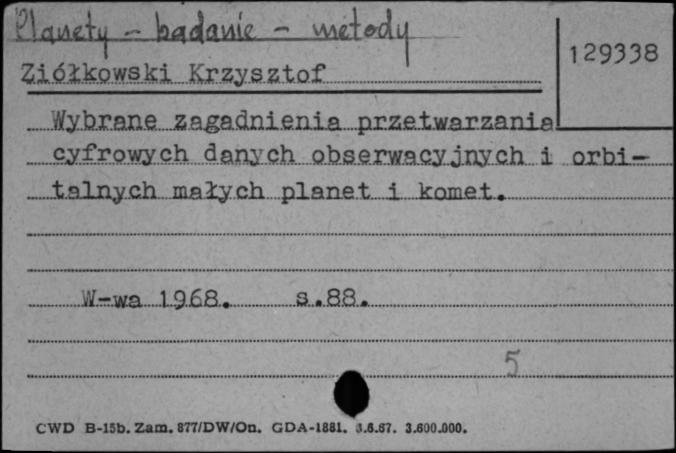 Planety - badanie - metody
129338
Ziółkowski Krzysztof
Wybrane zagadnienia przetwarzania
cyfrowych danych obserwacyjnych i orbi-
talnych małych planet i komet.
W-wa 1968. s.88.
5
CWD B-15b. Zam. 877/DW/On. GDA-1881. 3.6.67. 3.600.000.